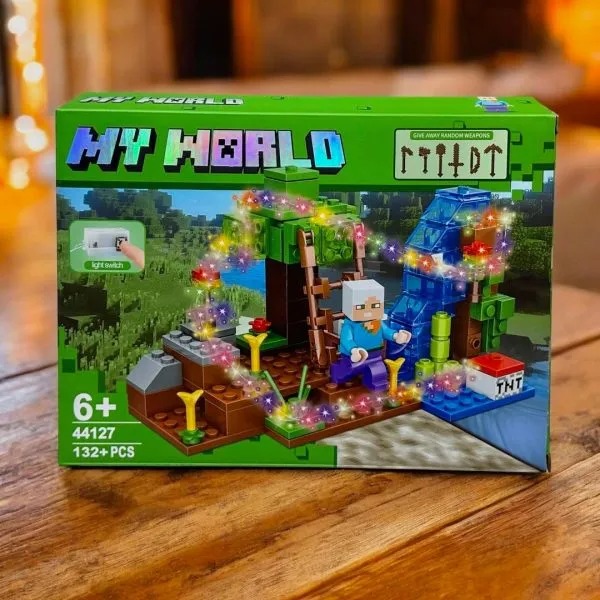 MY WORLD
MY WORLD
GIVE AWAY RANDOM WEAPONS
light switch
TNT
6+
44127
132+ PCS